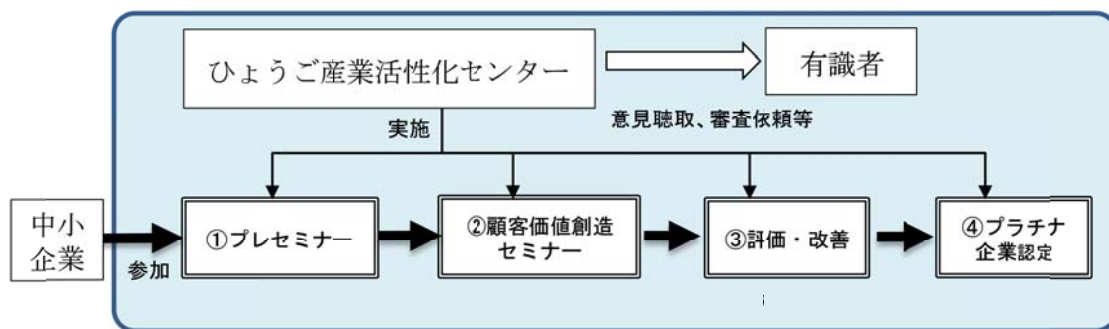 ひょうご産業活性化センター
有識者
実施
意見聴取、審査依頼等
中小
企業
参加
①プレセミナー
②顧客価値創造
セミナー
③評価・改善
④プラチナ
企業認定